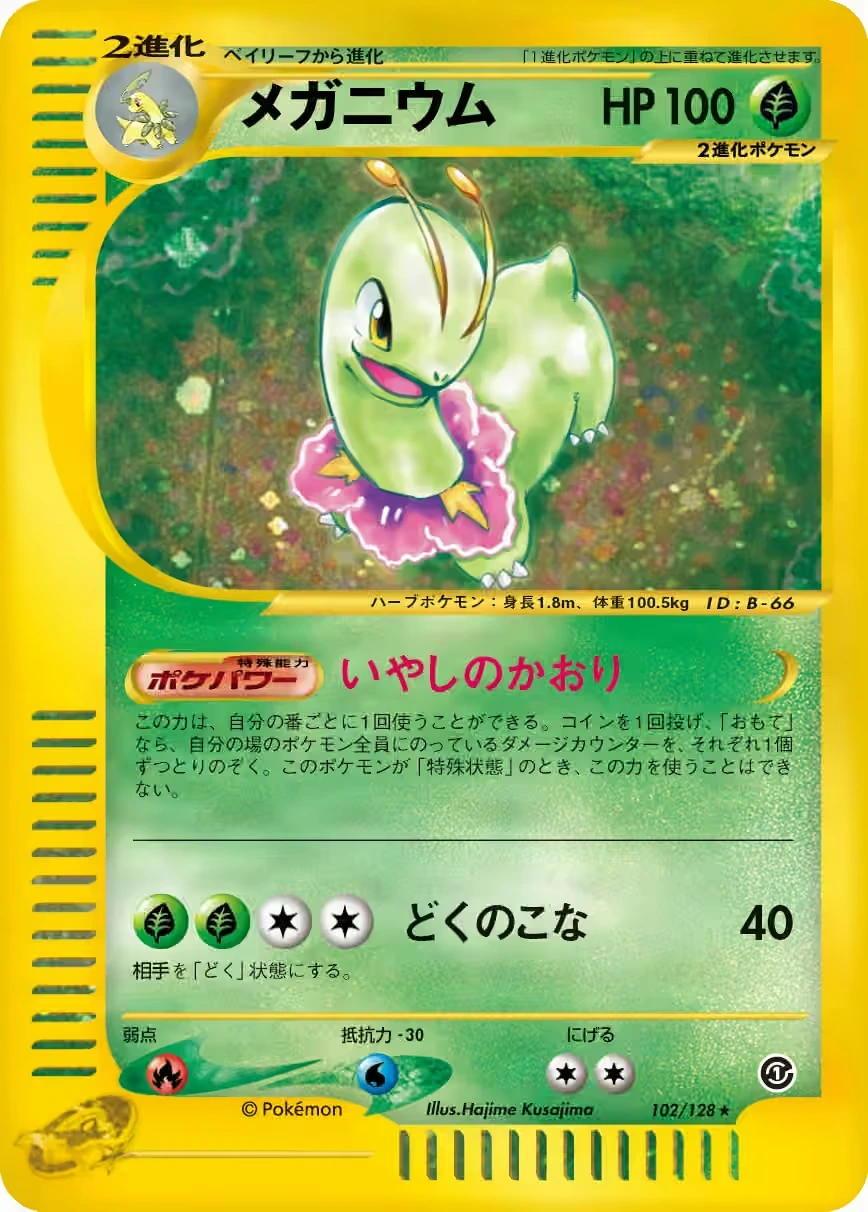 2進化 ベイリーフから進化 「1進化ポケモン」の上に重ねて進化させます。
メガニウム HP 100
2進化ポケモン
ハーブポケモン：身長1.8m、体重100.5kg ID：B-66
特殊能力
ポケパワー いやしのかおり
この力は、自分の番ごとに1回使うことができる。コインを1回投げ、「おもて」
なら、自分の場のポケモン全員にのっているダメージカウンターを、それぞれ1個
ずつとりのぞく。このポケモンが「特殊状態」のとき、この力を使うことはでき
ない。
どくのこな 40
相手を「どく」状態にする。
弱点 抵抗力 -30 にげる
1
© Pokémon Illus.Hajime Kusajima 102/128 ★